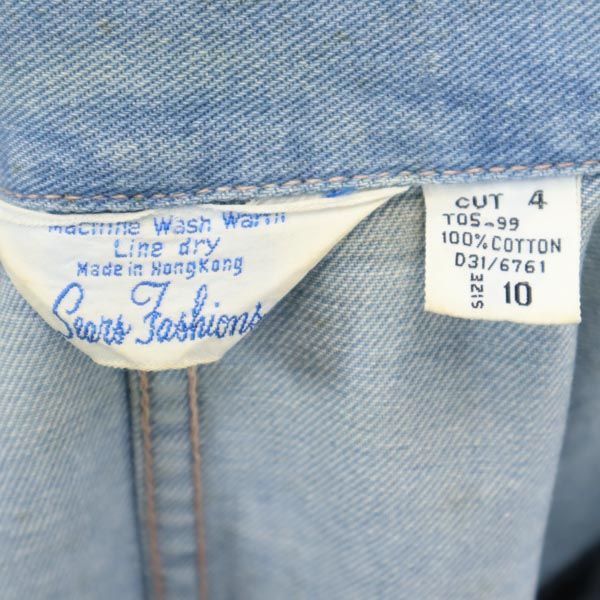 Machine Wash Warm
Line dry
Made in HongKong
Sears Fashions
CUT 4
TO5-99
100% COTTON
D31/6761
SIZE 10